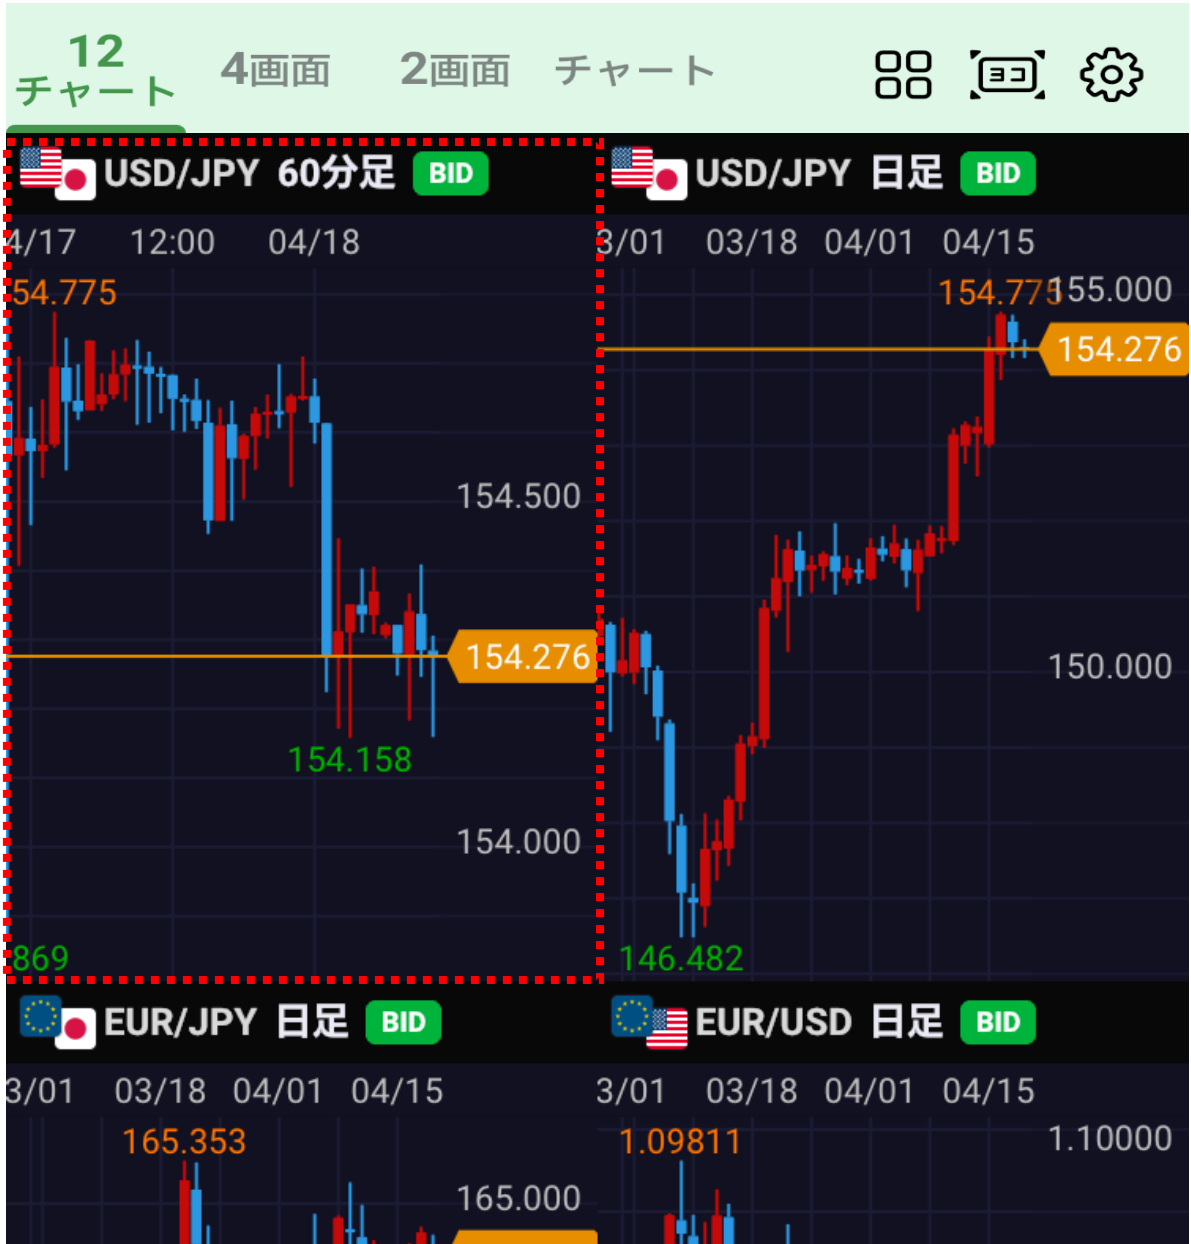 12
チャート
4画面
2画面
チャート
ヨコ
USD/JPY 60分足 BID
4/17 12:00 04/18
54.775
154.500
154.276
154.158
154.000
869
USD/JPY 日足 BID
3/01 03/18 04/01 04/15
154.775
155.000
154.276
150.000
146.482
EUR/JPY 日足 BID
3/01 03/18 04/01 04/15
165.353
165.000
EUR/USD 日足 BID
3/01 03/18 04/01 04/15
1.09811
1.10000